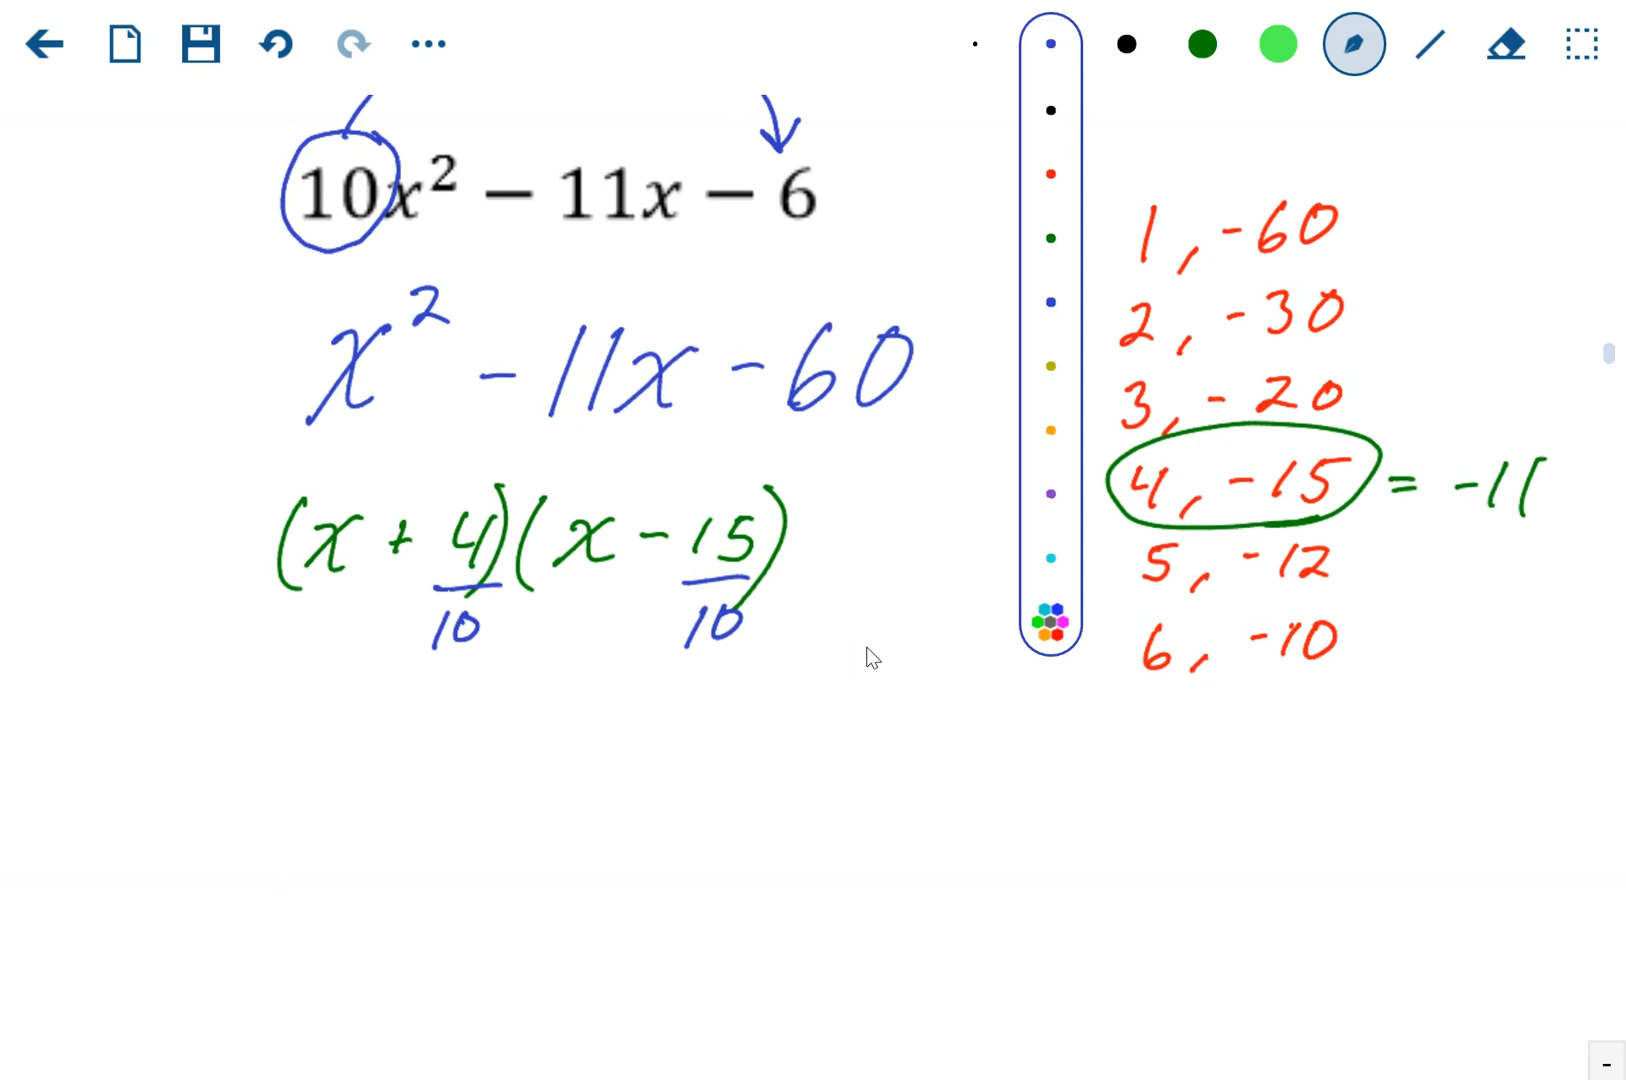 10x² − 11x − 6
x² - 11x - 60
(x + 4/10)(x - 15/10)
1, -60
2, -30
3, -20
4, -15 = -11
5, -12
6, -10